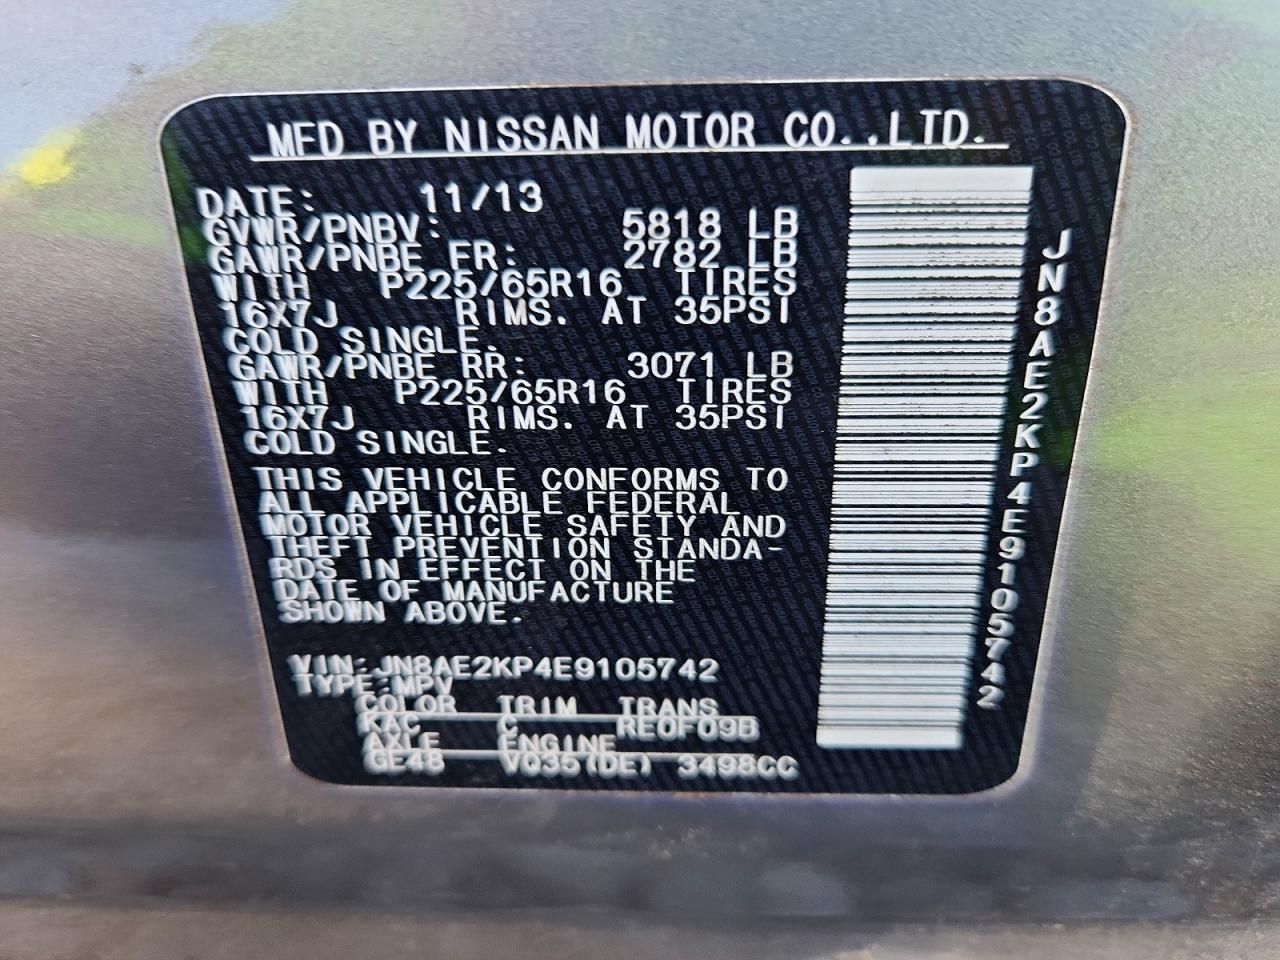 MFD BY NISSAN MOTOR CO.,LTD.
DATE: 11/13
GVWR/PNBV: 5818 LB
GAWR/PNBE FR: 2782 LB
WITH P225/65R16 TIRES
16X7J RIMS. AT 35PSI
COLD SINGLE.
GAWR/PNBE RR: 3071 LB
WITH P225/65R16 TIRES
16X7J RIMS. AT 35PSI
COLD SINGLE.
THIS VEHICLE CONFORMS TO
ALL APPLICABLE FEDERAL
MOTOR VEHICLE SAFETY AND
THEFT PREVENTION STANDA-
RDS IN EFFECT ON THE
DATE OF MANUFACTURE
SHOWN ABOVE.
VIN: JN8AE2KP4E9105742
TYPE:MPV
COLOR TRIM TRANS
KAC C RE0F09B
AXLE ENGINE
GE48 VQ35(DE) 3498CC
JN8AE2KP4E9105742